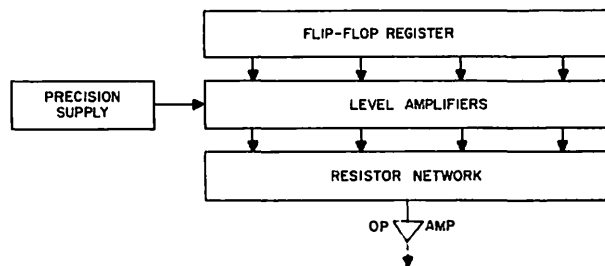 FLIP-FLOP REGISTER
PRECISION
SUPPLY
LEVEL AMPLIFIERS
RESISTOR NETWORK
OP AMP